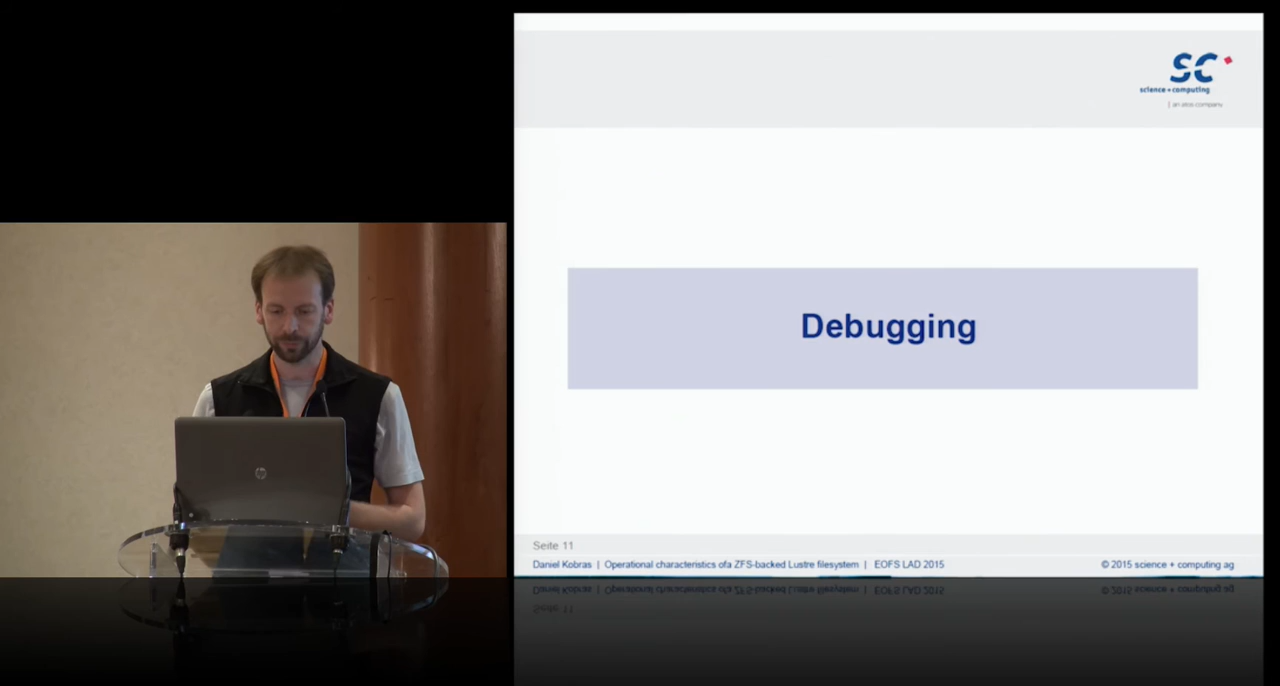 SC
science + computing
| an atos company
Debugging
Seite 11
Daniel Kobras | Operational characteristics ofa ZFS-backed Lustre filesystem | EOFS LAD 2015
© 2015 science + computing ag
hp